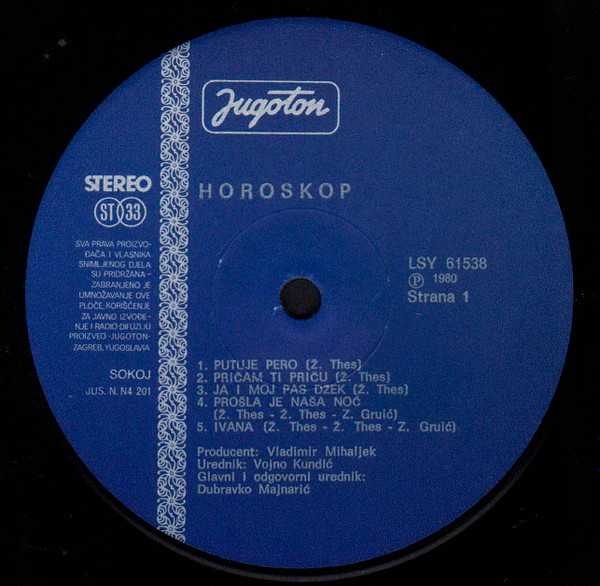 Jugoton
STEREO
ST 33
HOROSKOP
SVA PRAVA PROIZVO-
ĐAČA I VLASNIKA
SNIMLJENOG DJELA
SU PRIDRŽANA -
ZABRANJENO JE
UMNOŽAVANJE OVE
PLOČE, KORIŠĆENJE
ZA JAVNO IZVOĐE-
NJE I RADIO-DIFUZIJU
PROIZVEO -JUGOTON-
ZAGREB, YUGOSLAVIA
SOKOJ
JUS. N. N4 201
LSY 61538
Ⓟ 1980
Strana 1
1. PUTUJE PERO (Ž. Thes)
2. PRIČAM TI PRIČU (Ž. Thes)
3. JA I MOJ PAS DŽEK (Ž. Thes)
4. PROŠLA JE NAŠA NOĆ
(Ž. Thes - Ž. Thes - Z. Gruić)
5. IVANA (Ž. Thes - Ž. Thes - Z. Gruić)
Producent: Vladimir Mihaljek
Urednik: Vojno Kundić
Glavni i odgovorni urednik:
Dubravko Majnarić